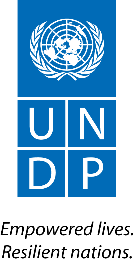 U N
D P
Empowered lives.
Resilient nations.